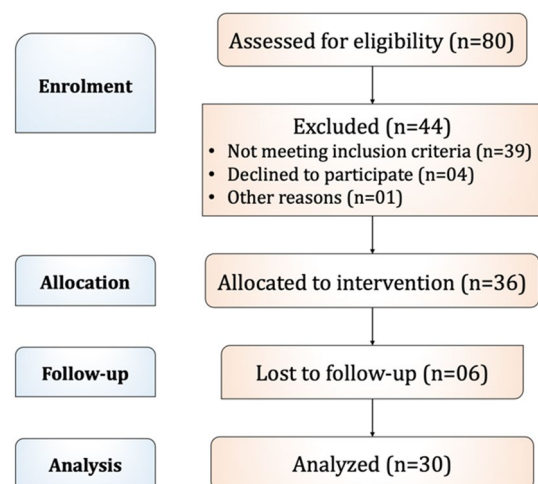 Enrolment
Assessed for eligibility (n=80)
Excluded (n=44)
• Not meeting inclusion criteria (n=39)
• Declined to participate (n=04)
• Other reasons (n=01)
Allocation
Allocated to intervention (n=36)
Follow-up
Lost to follow-up (n=06)
Analysis
Analyzed (n=30)